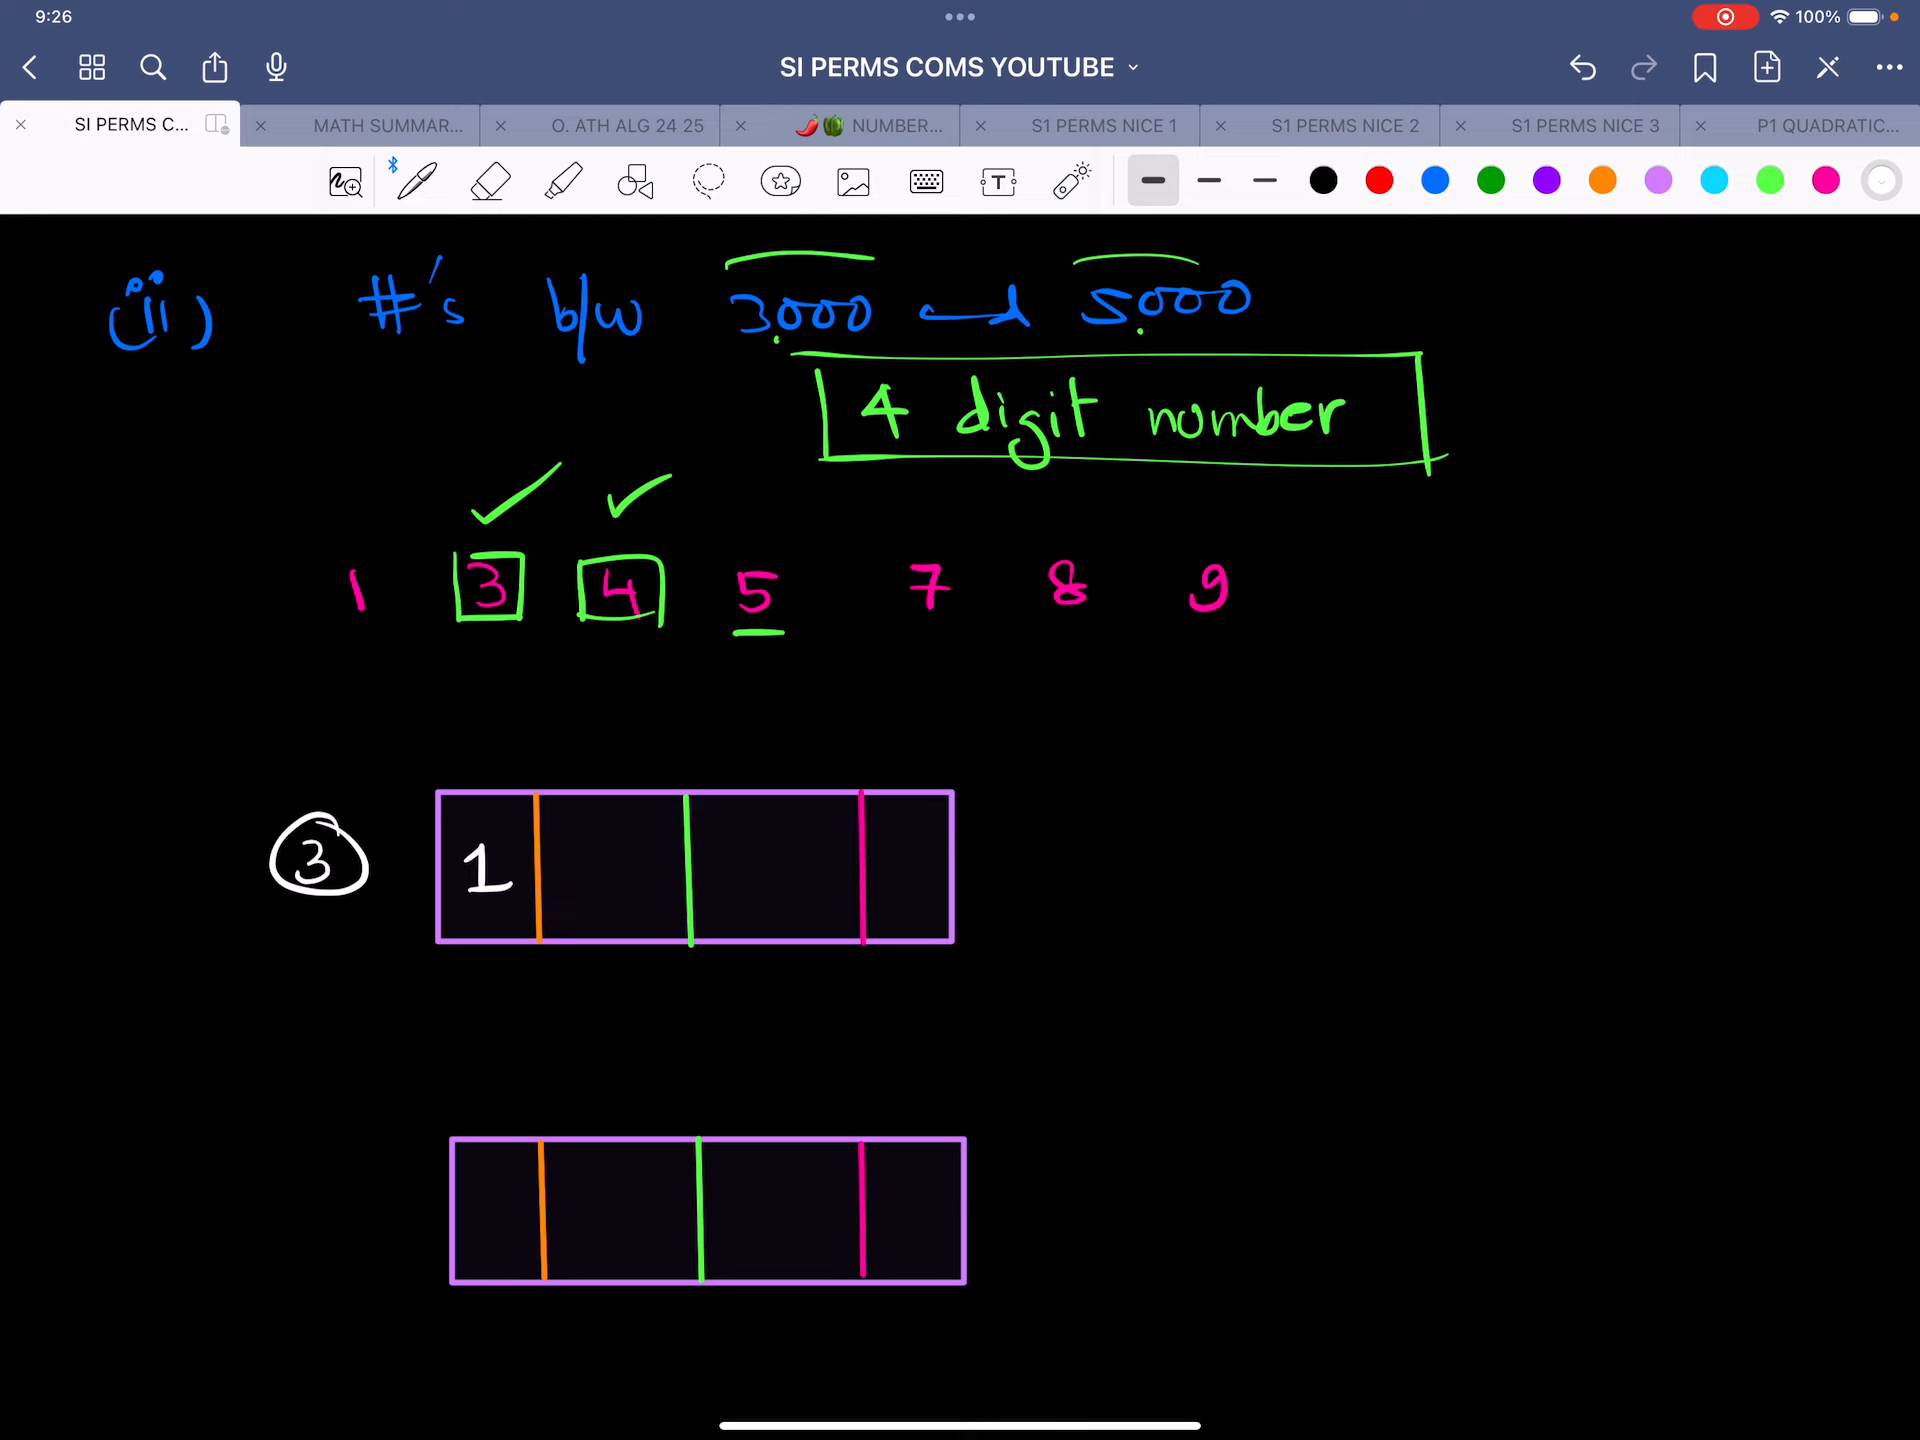 9:26
100%
SI PERMS COMS YOUTUBE
SI PERMS C...
MATH SUMMAR...
O. ATH ALG 24 25
🌶️🫑 NUMBER...
S1 PERMS NICE 1
S1 PERMS NICE 2
S1 PERMS NICE 3
P1 QUADRATIC...
(ii) #'s b/w 3000 and 5000
4 digit number
1 3 4 5 7 8 9
3 1